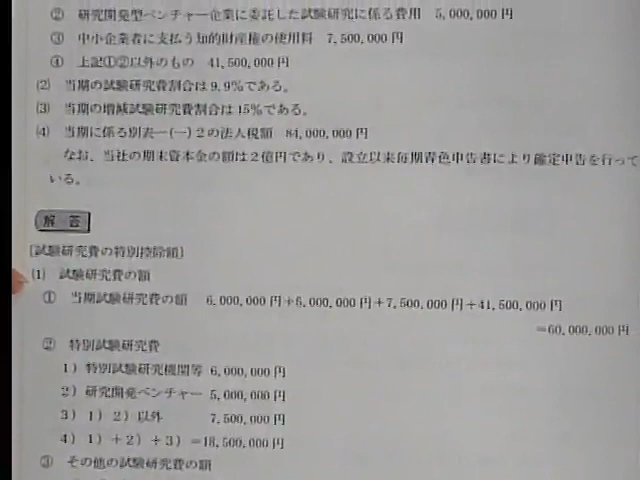 ② 研究開発型ベンチャー企業に委託した試験研究に係る費用 5,000,000円
③ 中小企業者に支払う知的財産権の使用料 7,500,000円
④ 上記①②以外のもの 41,500,000円
(2) 当期の試験研究費割合は9.9%である。
(3) 当期の増減試験研究費割合は15%である。
(4) 当期に係る別表一(一)2の法人税額 84,000,000円
なお、当社の期末資本金の額は2億円であり、設立以来毎期青色申告書により確定申告を行って
いる。
解答
[試験研究費の特別控除額]
(1) 試験研究費の額
① 当期試験研究費の額 6,000,000円+5,000,000円+7,500,000円+41,500,000円
=60,000,000円
② 特別試験研究費
1) 特別試験研究機関等 6,000,000円
2) 研究開発ベンチャー 5,000,000円
3) 1) 2) 以外 7,500,000円
4) 1) +2) +3) =18,500,000円
③ その他の試験研究費の額